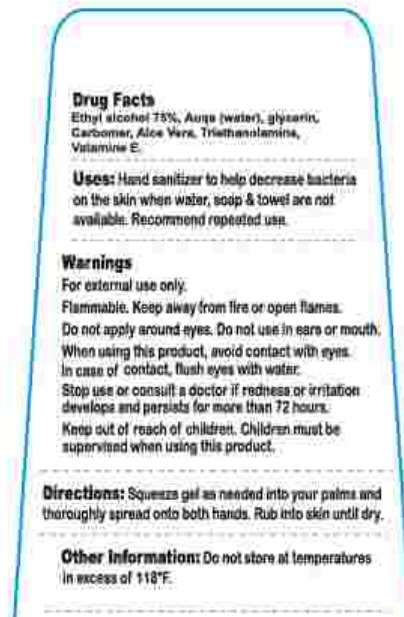 Drug Facts
Ethyl alcohol 75%, Auqa (water), glycerin,
Carbomer, Aloe Vera, Triethanolamine,
Vatamine E.
Uses: Hand sanitizer to help decrease bacteria
on the skin when water, soap & towel are not
available. Recommend repeated use.
Warnings
For external use only.
Flammable. Keep away from fire or open flames.
Do not apply around eyes. Do not use in ears or mouth.
When using this product, avoid contact with eyes.
In case of contact, flush eyes with water.
Stop use or consult a doctor if redness or irritation
develops and persists for more than 72 hours.
Keep out of reach of children. Children must be
supervised when using this product.
Directions: Squeeze gel as needed into your palms and
thoroughly spread onto both hands. Rub into skin until dry.
Other Information: Do not store at temperatures
in excess of 118°F.